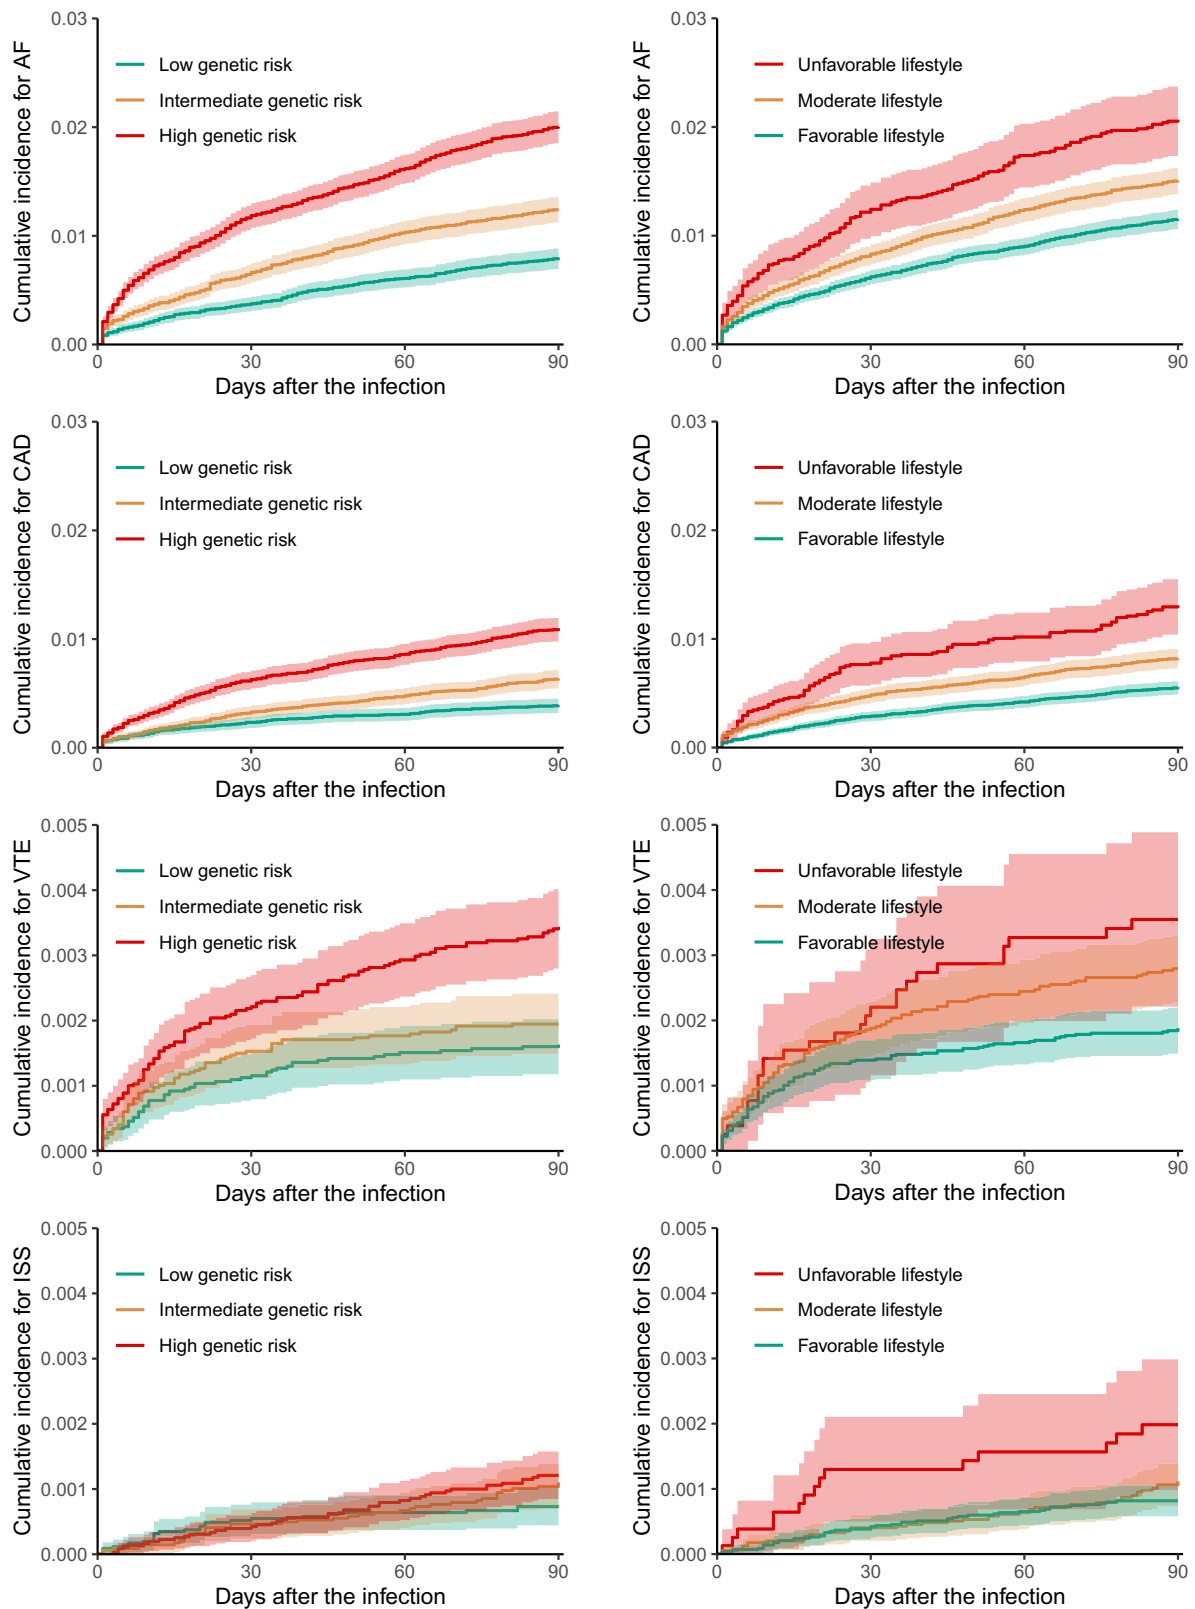 Cumulative incidence for AF
0.03
0.02
0.01
0.00
Low genetic risk
Intermediate genetic risk
High genetic risk
0 30 60 90
Days after the infection
Cumulative incidence for AF
0.03
0.02
0.01
0.00
Unfavorable lifestyle
Moderate lifestyle
Favorable lifestyle
0 30 60 90
Days after the infection
Cumulative incidence for CAD
0.03
0.02
0.01
0.00
Low genetic risk
Intermediate genetic risk
High genetic risk
0 30 60 90
Days after the infection
Cumulative incidence for CAD
0.03
0.02
0.01
0.00
Unfavorable lifestyle
Moderate lifestyle
Favorable lifestyle
0 30 60 90
Days after the infection
Cumulative incidence for VTE
0.005
0.004
0.003
0.002
0.001
0.000
Low genetic risk
Intermediate genetic risk
High genetic risk
0 30 60 90
Days after the infection
Cumulative incidence for VTE
0.005
0.004
0.003
0.002
0.001
0.000
Unfavorable lifestyle
Moderate lifestyle
Favorable lifestyle
0 30 60 90
Days after the infection
Cumulative incidence for ISS
0.005
0.004
0.003
0.002
0.001
0.000
Low genetic risk
Intermediate genetic risk
High genetic risk
0 30 60 90
Days after the infection
Cumulative incidence for ISS
0.005
0.004
0.003
0.002
0.001
0.000
Unfavorable lifestyle
Moderate lifestyle
Favorable lifestyle
0 30 60 90
Days after the infection